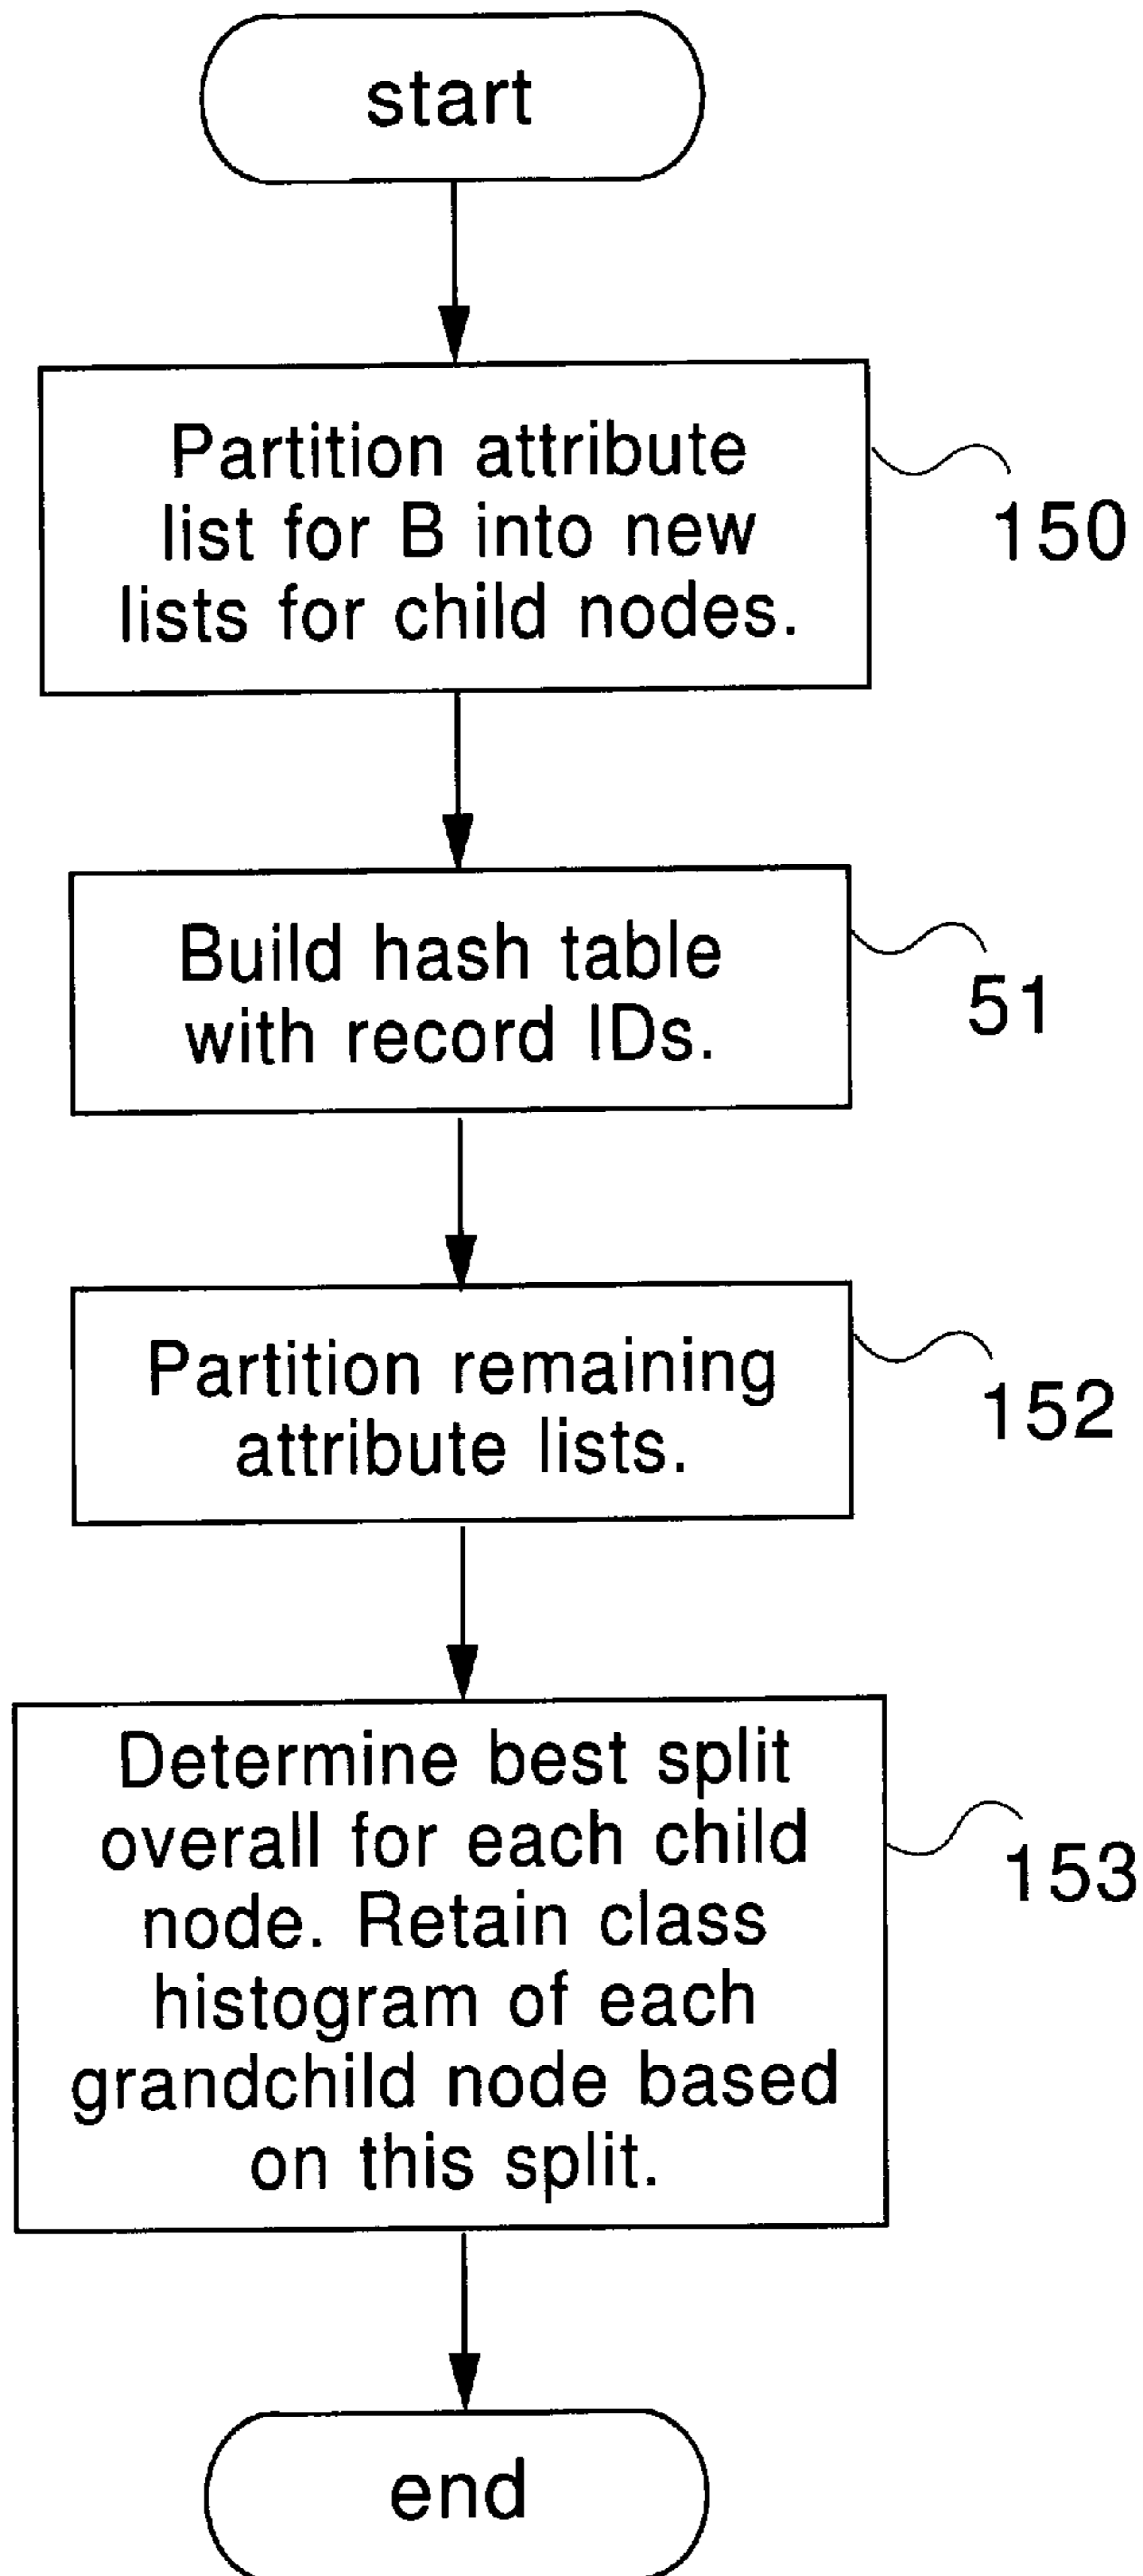 start
Partition attribute
list for B into new
lists for child nodes.
150
Build hash table
with record IDs.
51
Partition remaining
attribute lists.
152
Determine best split
overall for each child
node. Retain class
histogram of each
grandchild node based
on this split.
153
end